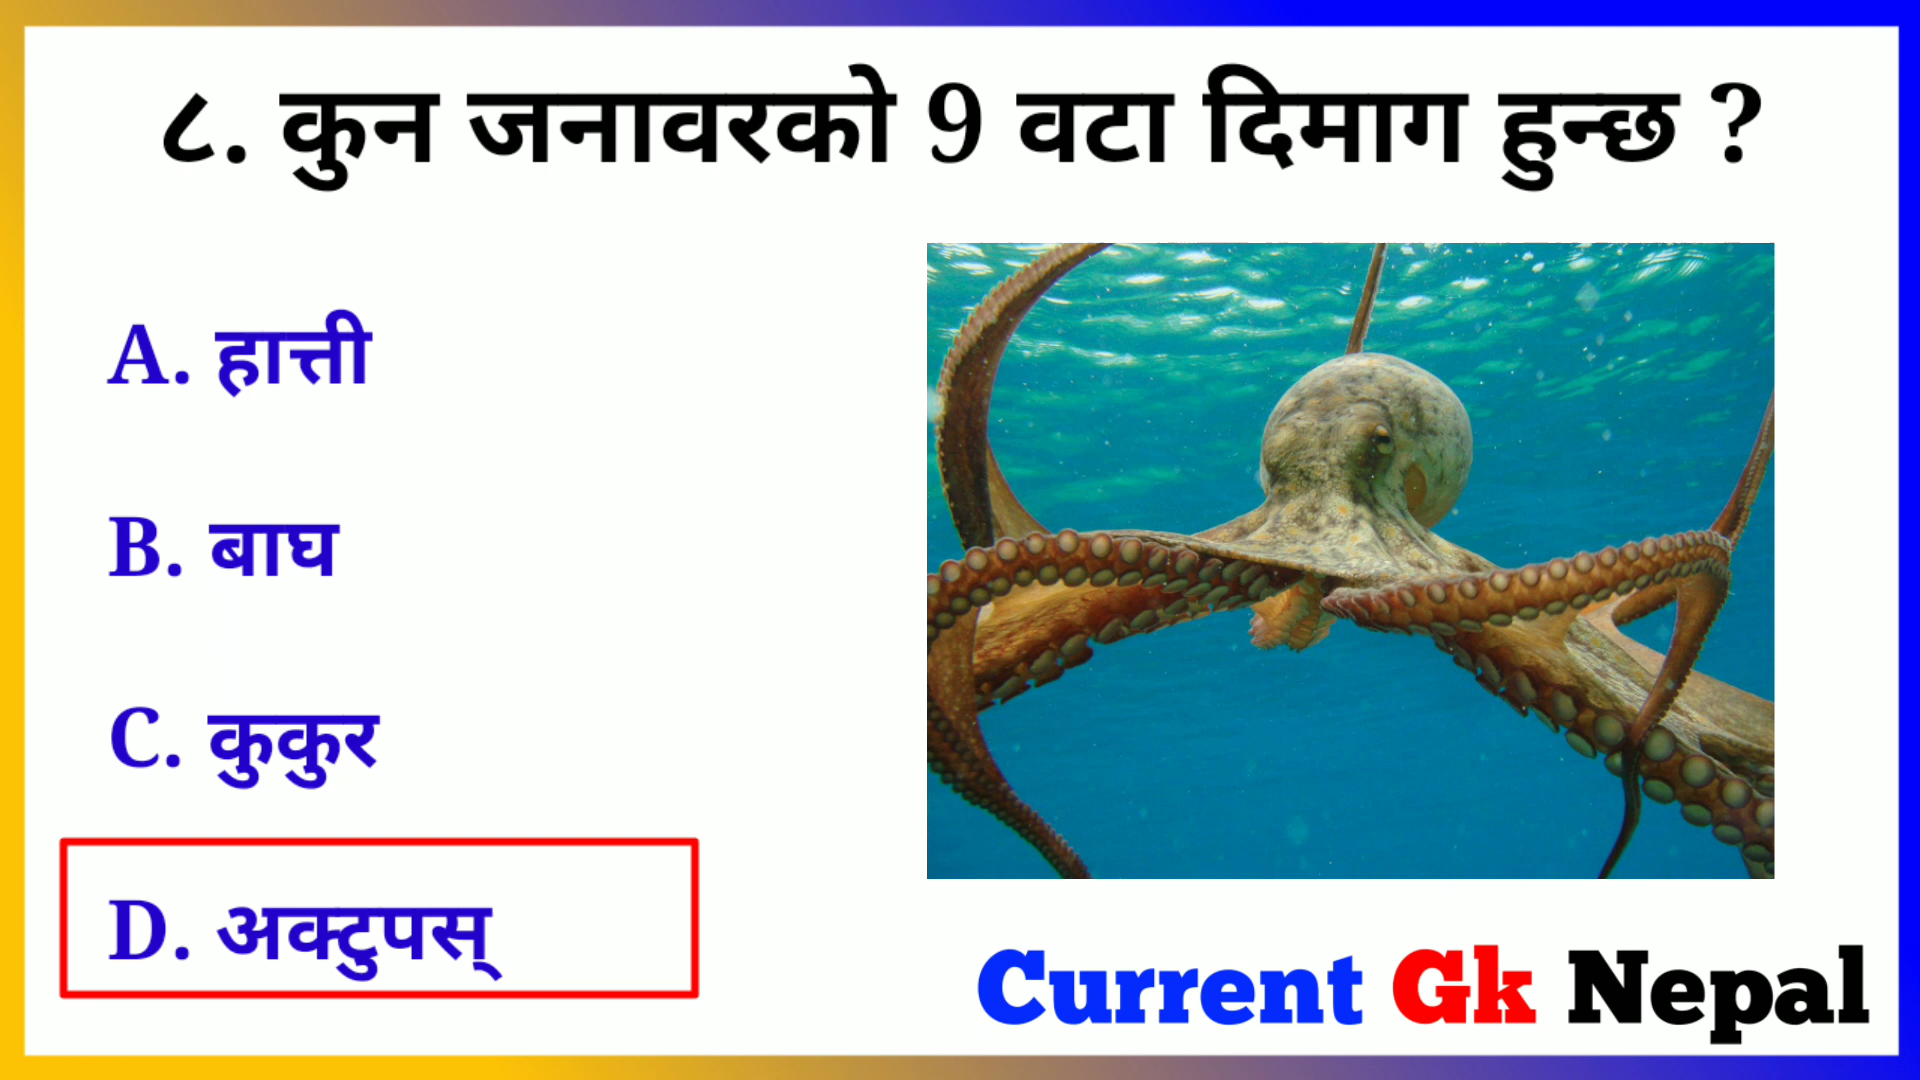 ८. कुन जनावरको 9 वटा दिमाग हुन्छ ?
A. हात्ती
B. बाघ
C. कुकुर
D. अक्टुपस्
Current Gk Nepal